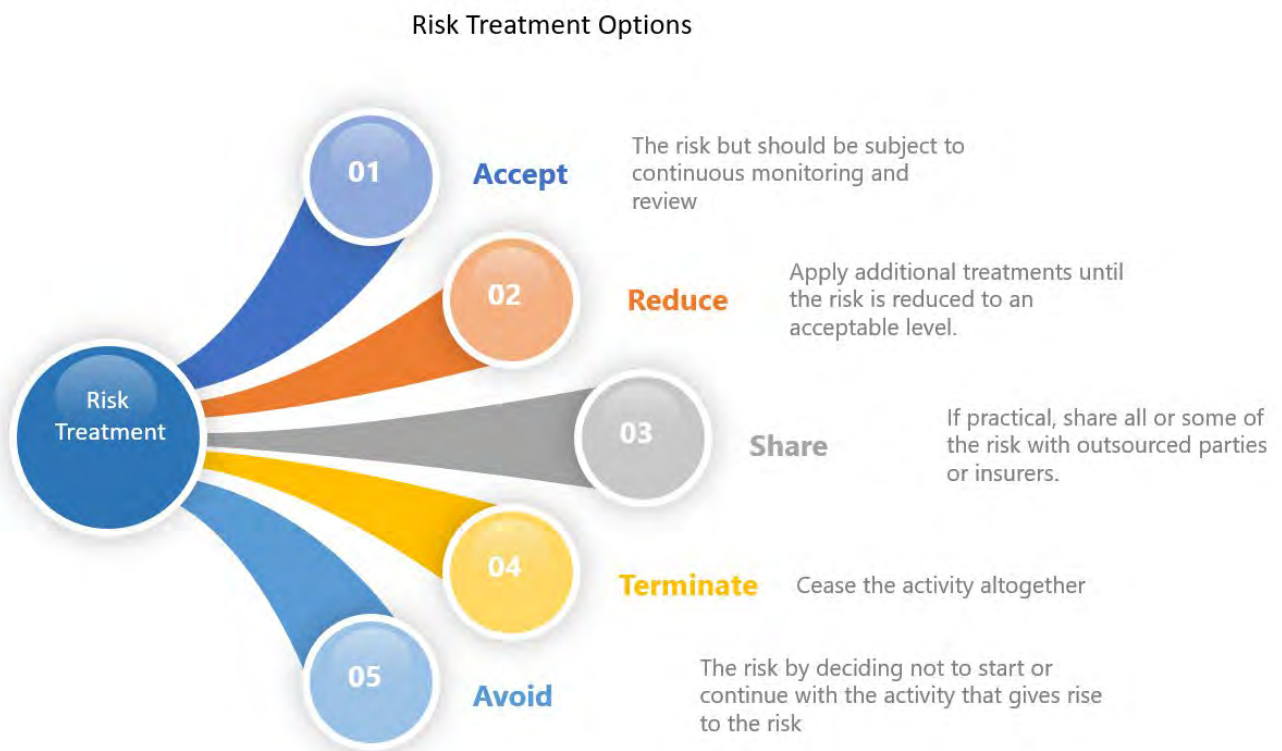 Risk Treatment Options
Risk
Treatment
01
Accept
The risk but should be subject to
continuous monitoring and
review
02
Reduce
Apply additional treatments until
the risk is reduced to an
acceptable level.
03
Share
If practical, share all or some of
the risk with outsourced parties
or insurers.
04
Terminate
Cease the activity altogether
05
Avoid
The risk by deciding not to start or
continue with the activity that gives rise
to the risk